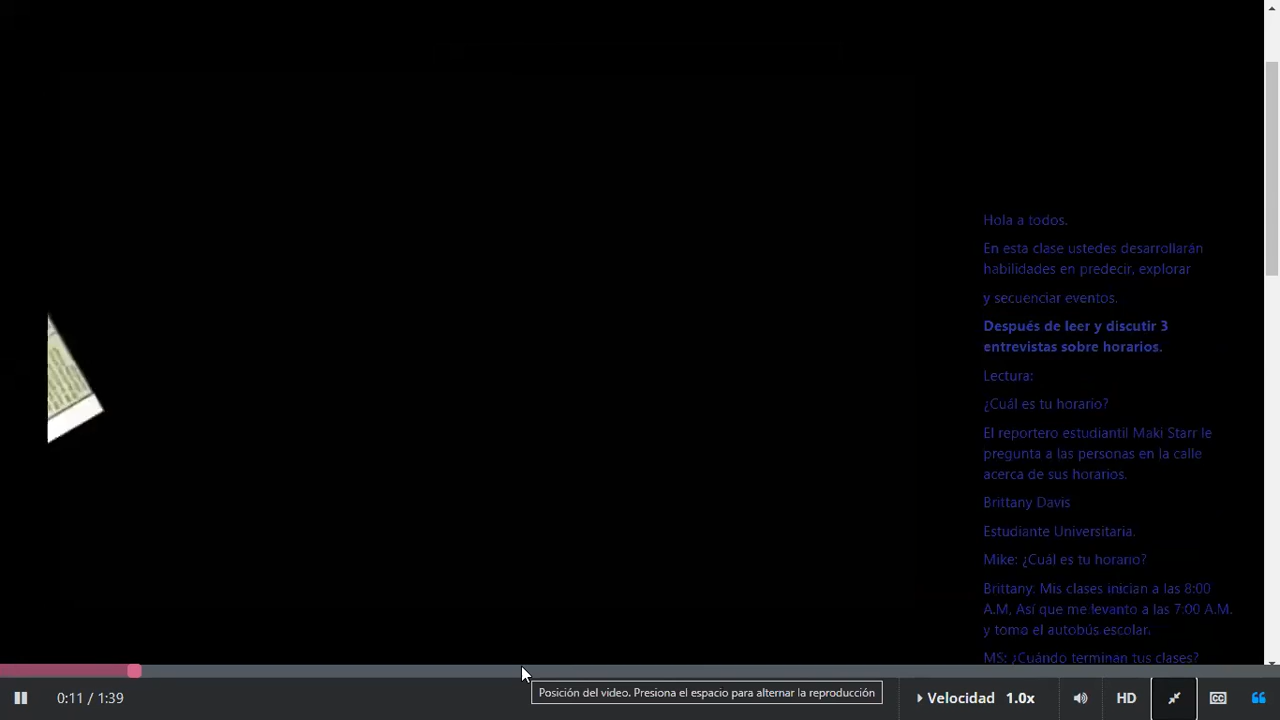 Hola a todos.
En esta clase ustedes desarrollarán
habilidades en predecir, explorar
y secuenciar eventos.
Después de leer y discutir 3
entrevistas sobre horarios.
Lectura:
¿Cuál es tu horario?
El reportero estudiantil Maki Starr le
pregunta a las personas en la calle
acerca de sus horarios.
Brittany Davis
Estudiante Universitaria.
Mike: ¿Cuál es tu horario?
Brittany: Mis clases inician a las 8:00
A.M, Así que me levanto a las 7:00 A.M.
y tomo el autobús escolar.
MS: ¿Cuándo terminan tus clases?
0:11 / 1:39
Posición del video. Presiona el espacio para alternar la reproducción
Velocidad 1.0x
HD
CC